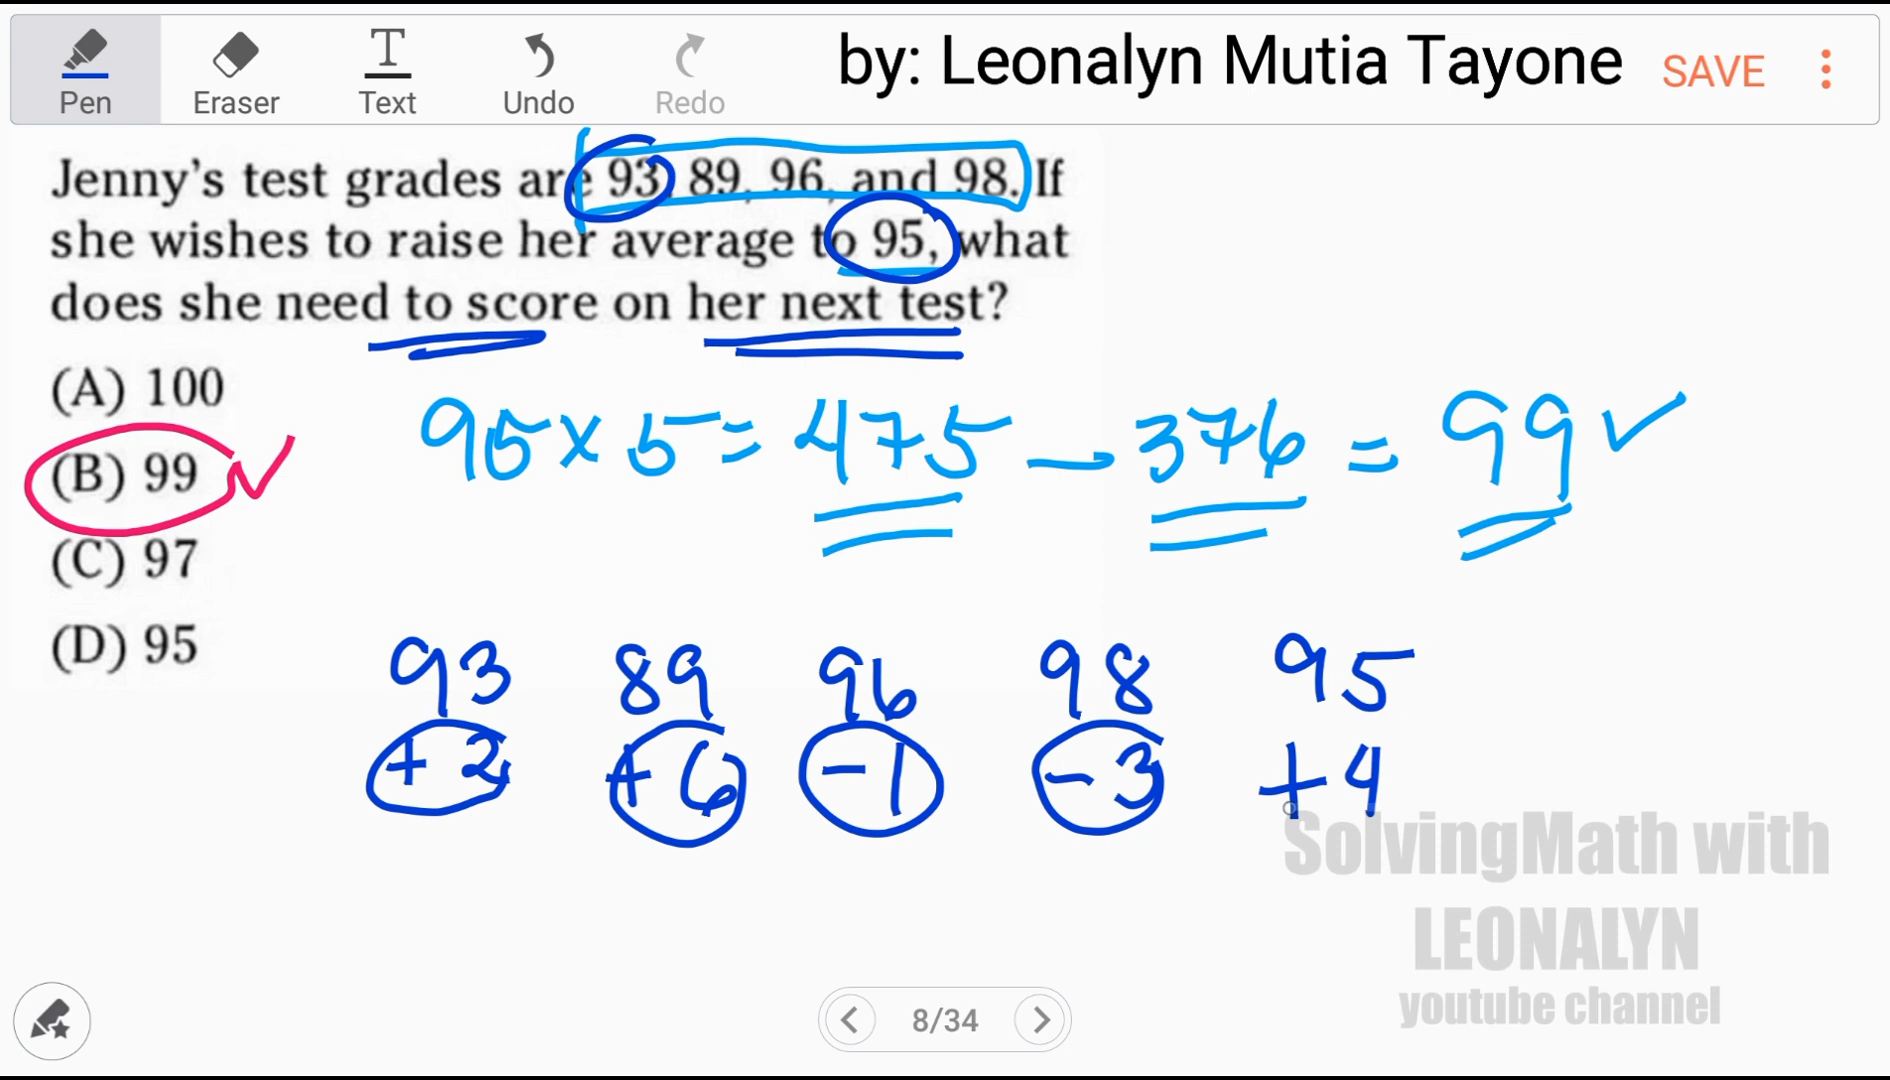 by: Leonalyn Mutia Tayone SAVE
Pen Eraser Text Undo Redo
Jenny's test grades are 93, 89, 96, and 98. If
she wishes to raise her average to 95, what
does she need to score on her next test?
(A) 100
95 x 5 = 475 - 376 = 99 ✓
(B) 99 ✓
(C) 97
(D) 95
93 89 96 98 95
+2 +6 -1 -3 +4
SolvingMath with
LEONALYN
youtube channel
8/34